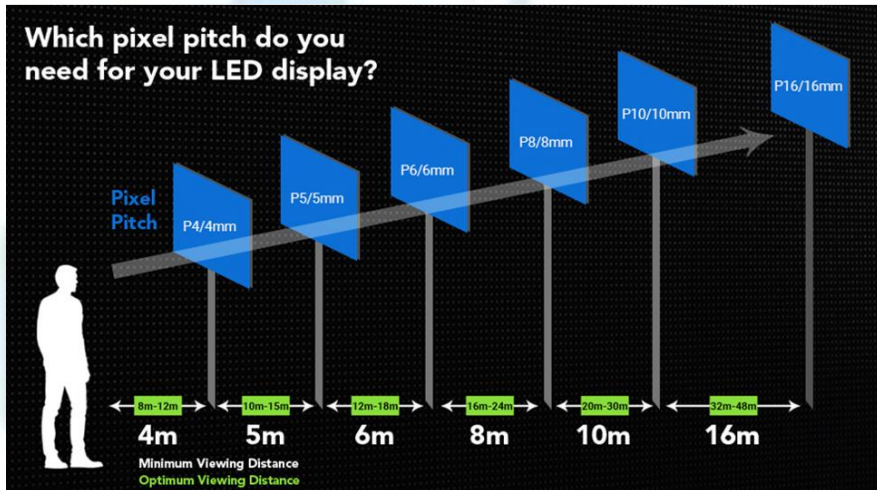 Which pixel pitch do you
need for your LED display?
P16/16mm
P10/10mm
P8/8mm
P6/6mm
P5/5mm
P4/4mm
Pixel
Pitch
8m-12m
10m-15m
12m-18m
16m-24m
20m-30m
32m-48m
4m
5m
6m
8m
10m
16m
Minimum Viewing Distance
Optimum Viewing Distance